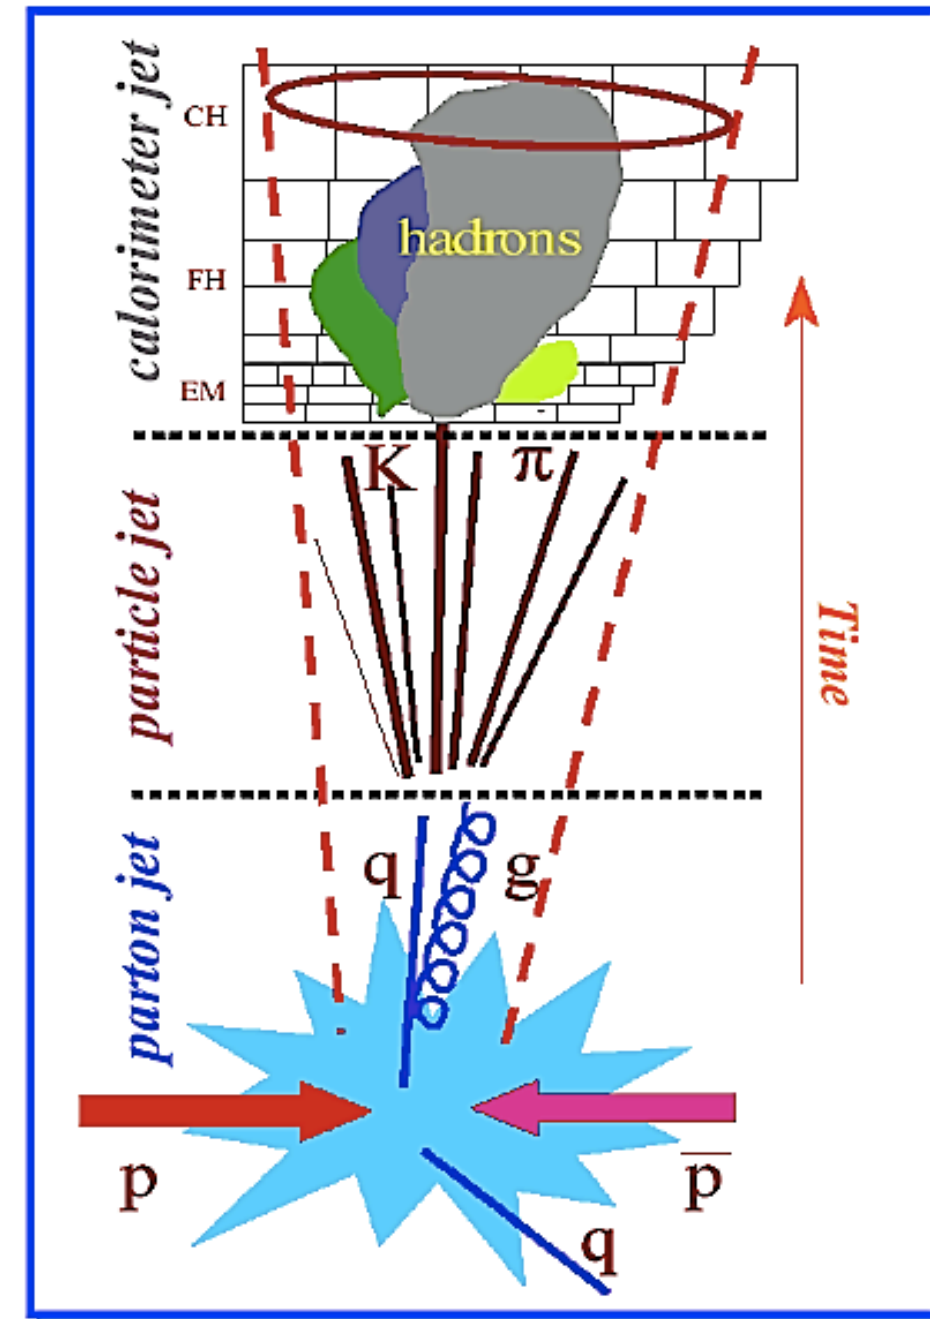 calorimeter jet
CH
hadrons
FH
EM
K
π
particle jet
Time
q
g
parton jet
p
p̅
q